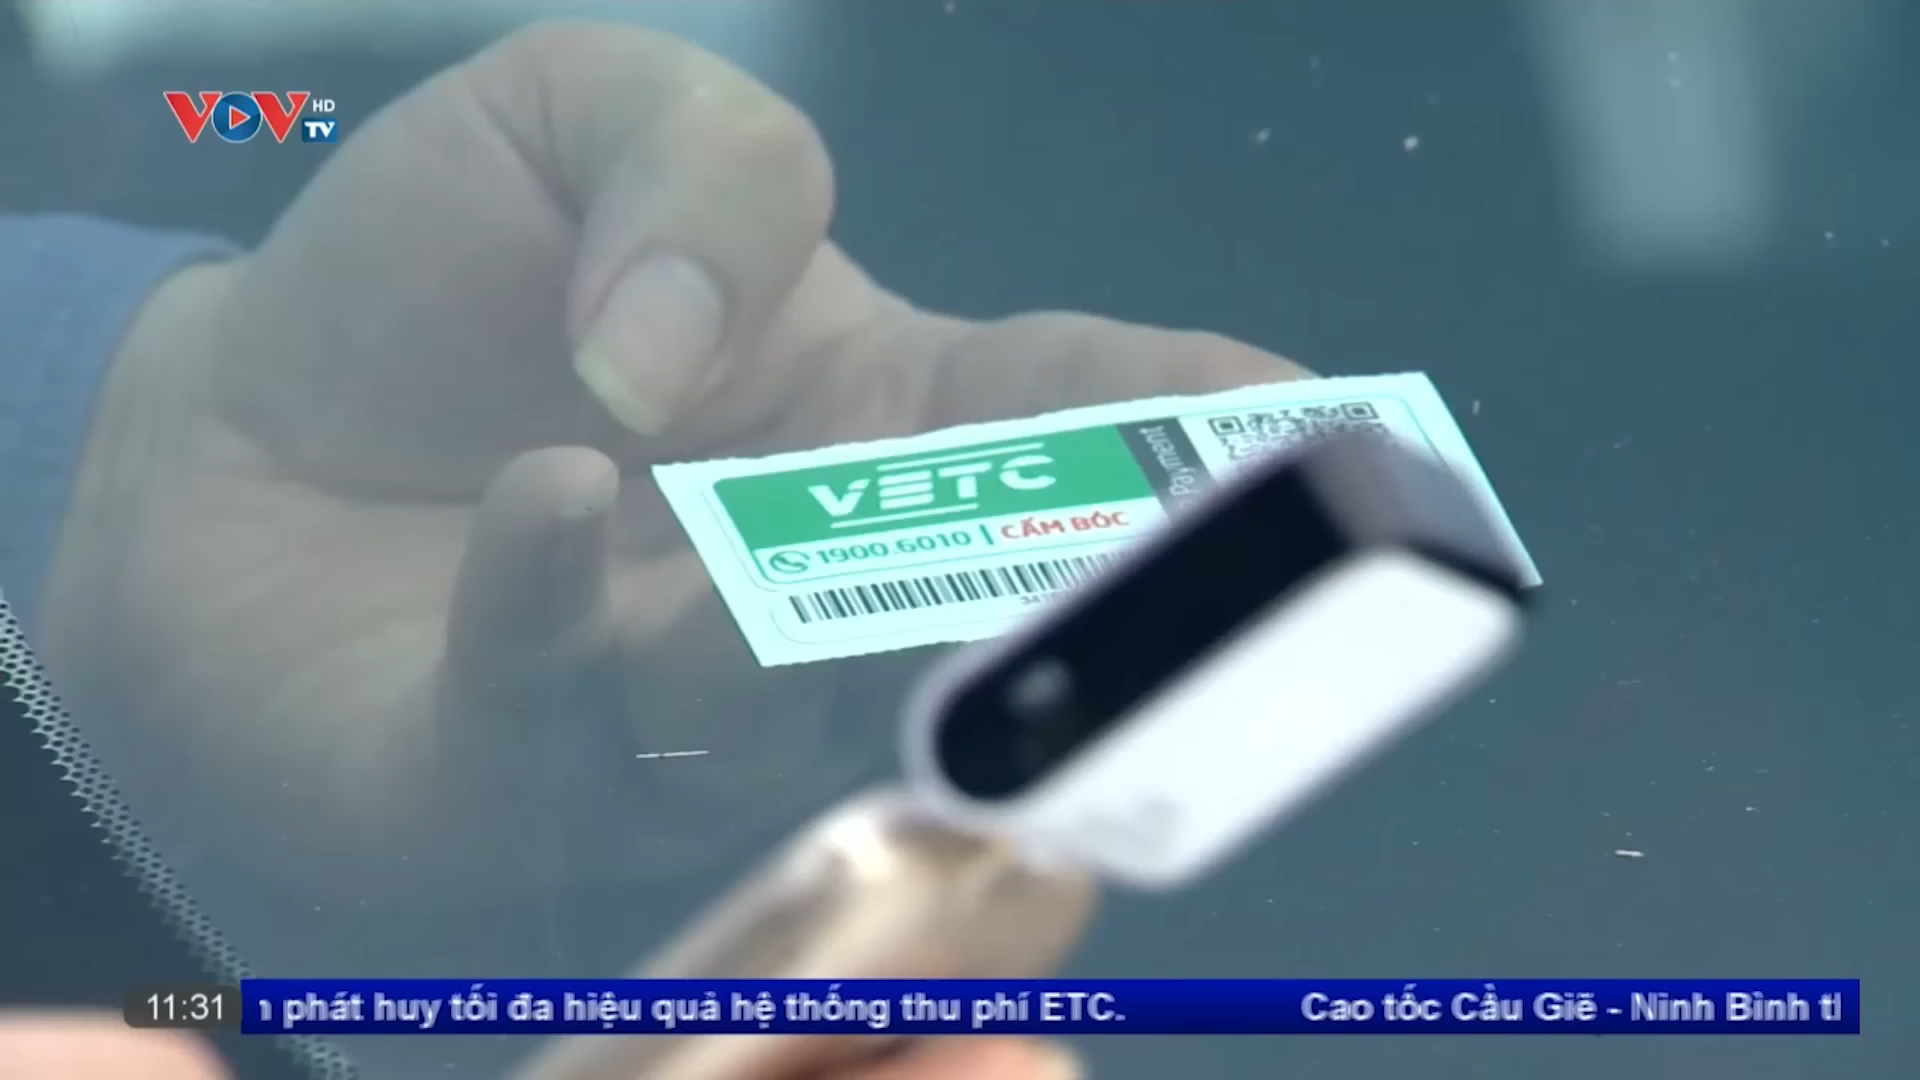 VOV HD
TV
VETC
1900.6010 | CẤM BÓC
11:31
phát huy tối đa hiệu quả hệ thống thu phí ETC.
Cao tốc Cầu Giẽ - Ninh Bình